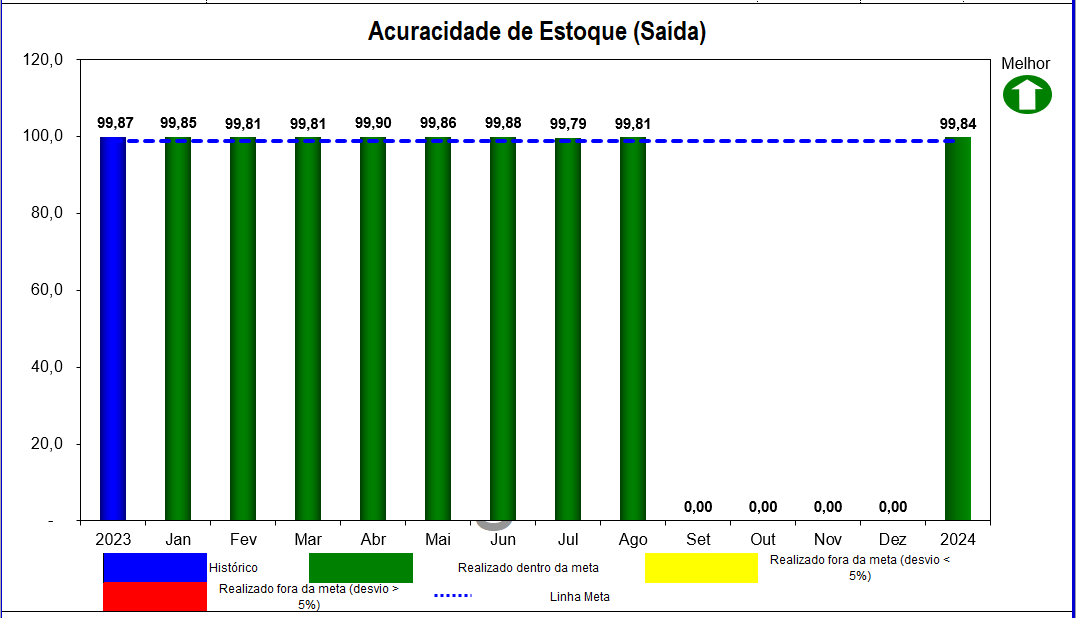 Acuracidade de Estoque (Saída)
Melhor
120,0
100,0
80,0
60,0
40,0
20,0
-
99,87 99,85 99,81 99,81 99,90 99,86 99,88 99,79 99,81 0,00 0,00 0,00 0,00 99,84
2023 Jan Fev Mar Abr Mai Jun Jul Ago Set Out Nov Dez 2024
Histórico
Realizado dentro da meta
Realizado fora da meta (desvio <
5%)
Realizado fora da meta (desvio >
5%)
Linha Meta